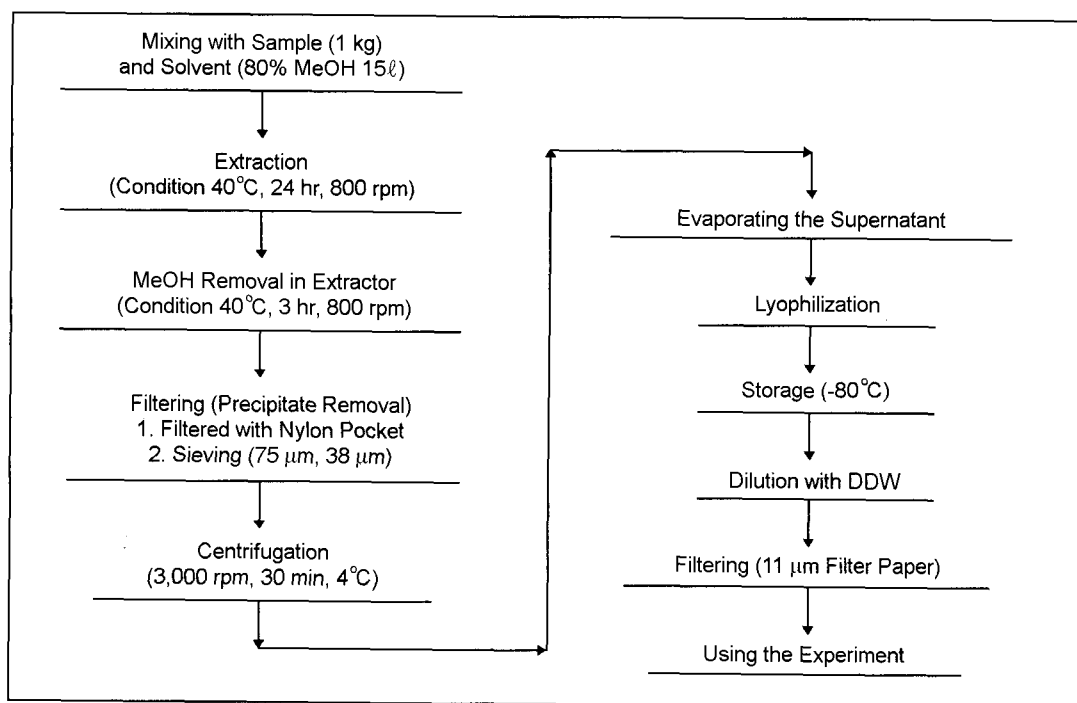 Mixing with Sample (1 kg)
and Solvent (80% MeOH 15ℓ)
Extraction
(Condition 40°C, 24 hr, 800 rpm)
MeOH Removal in Extractor
(Condition 40°C, 3 hr, 800 rpm)
Filtering (Precipitate Removal)
1. Filtered with Nylon Pocket
2. Sieving (75 μm, 38 μm)
Centrifugation
(3,000 rpm, 30 min, 4°C)
Evaporating the Supernatant
Lyophilization
Storage (-80°C)
Dilution with DDW
Filtering (11 μm Filter Paper)
Using the Experiment